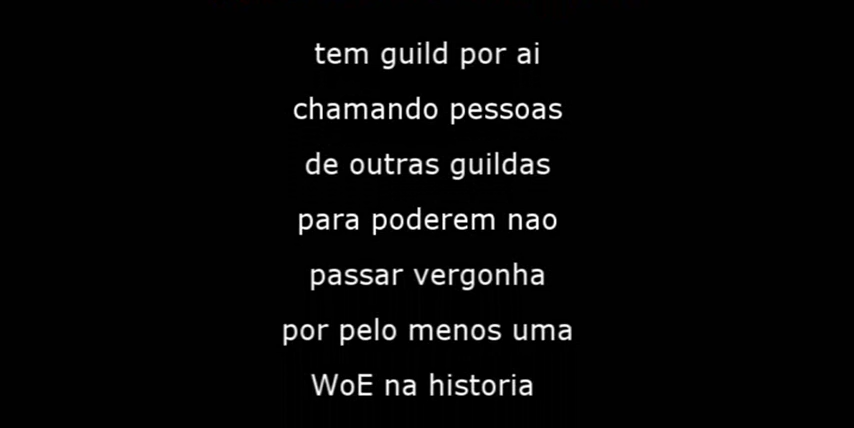 tem guild por ai
chamando pessoas
de outras guildas
para poderem nao
passar vergonha
por pelo menos uma
WoE na historia